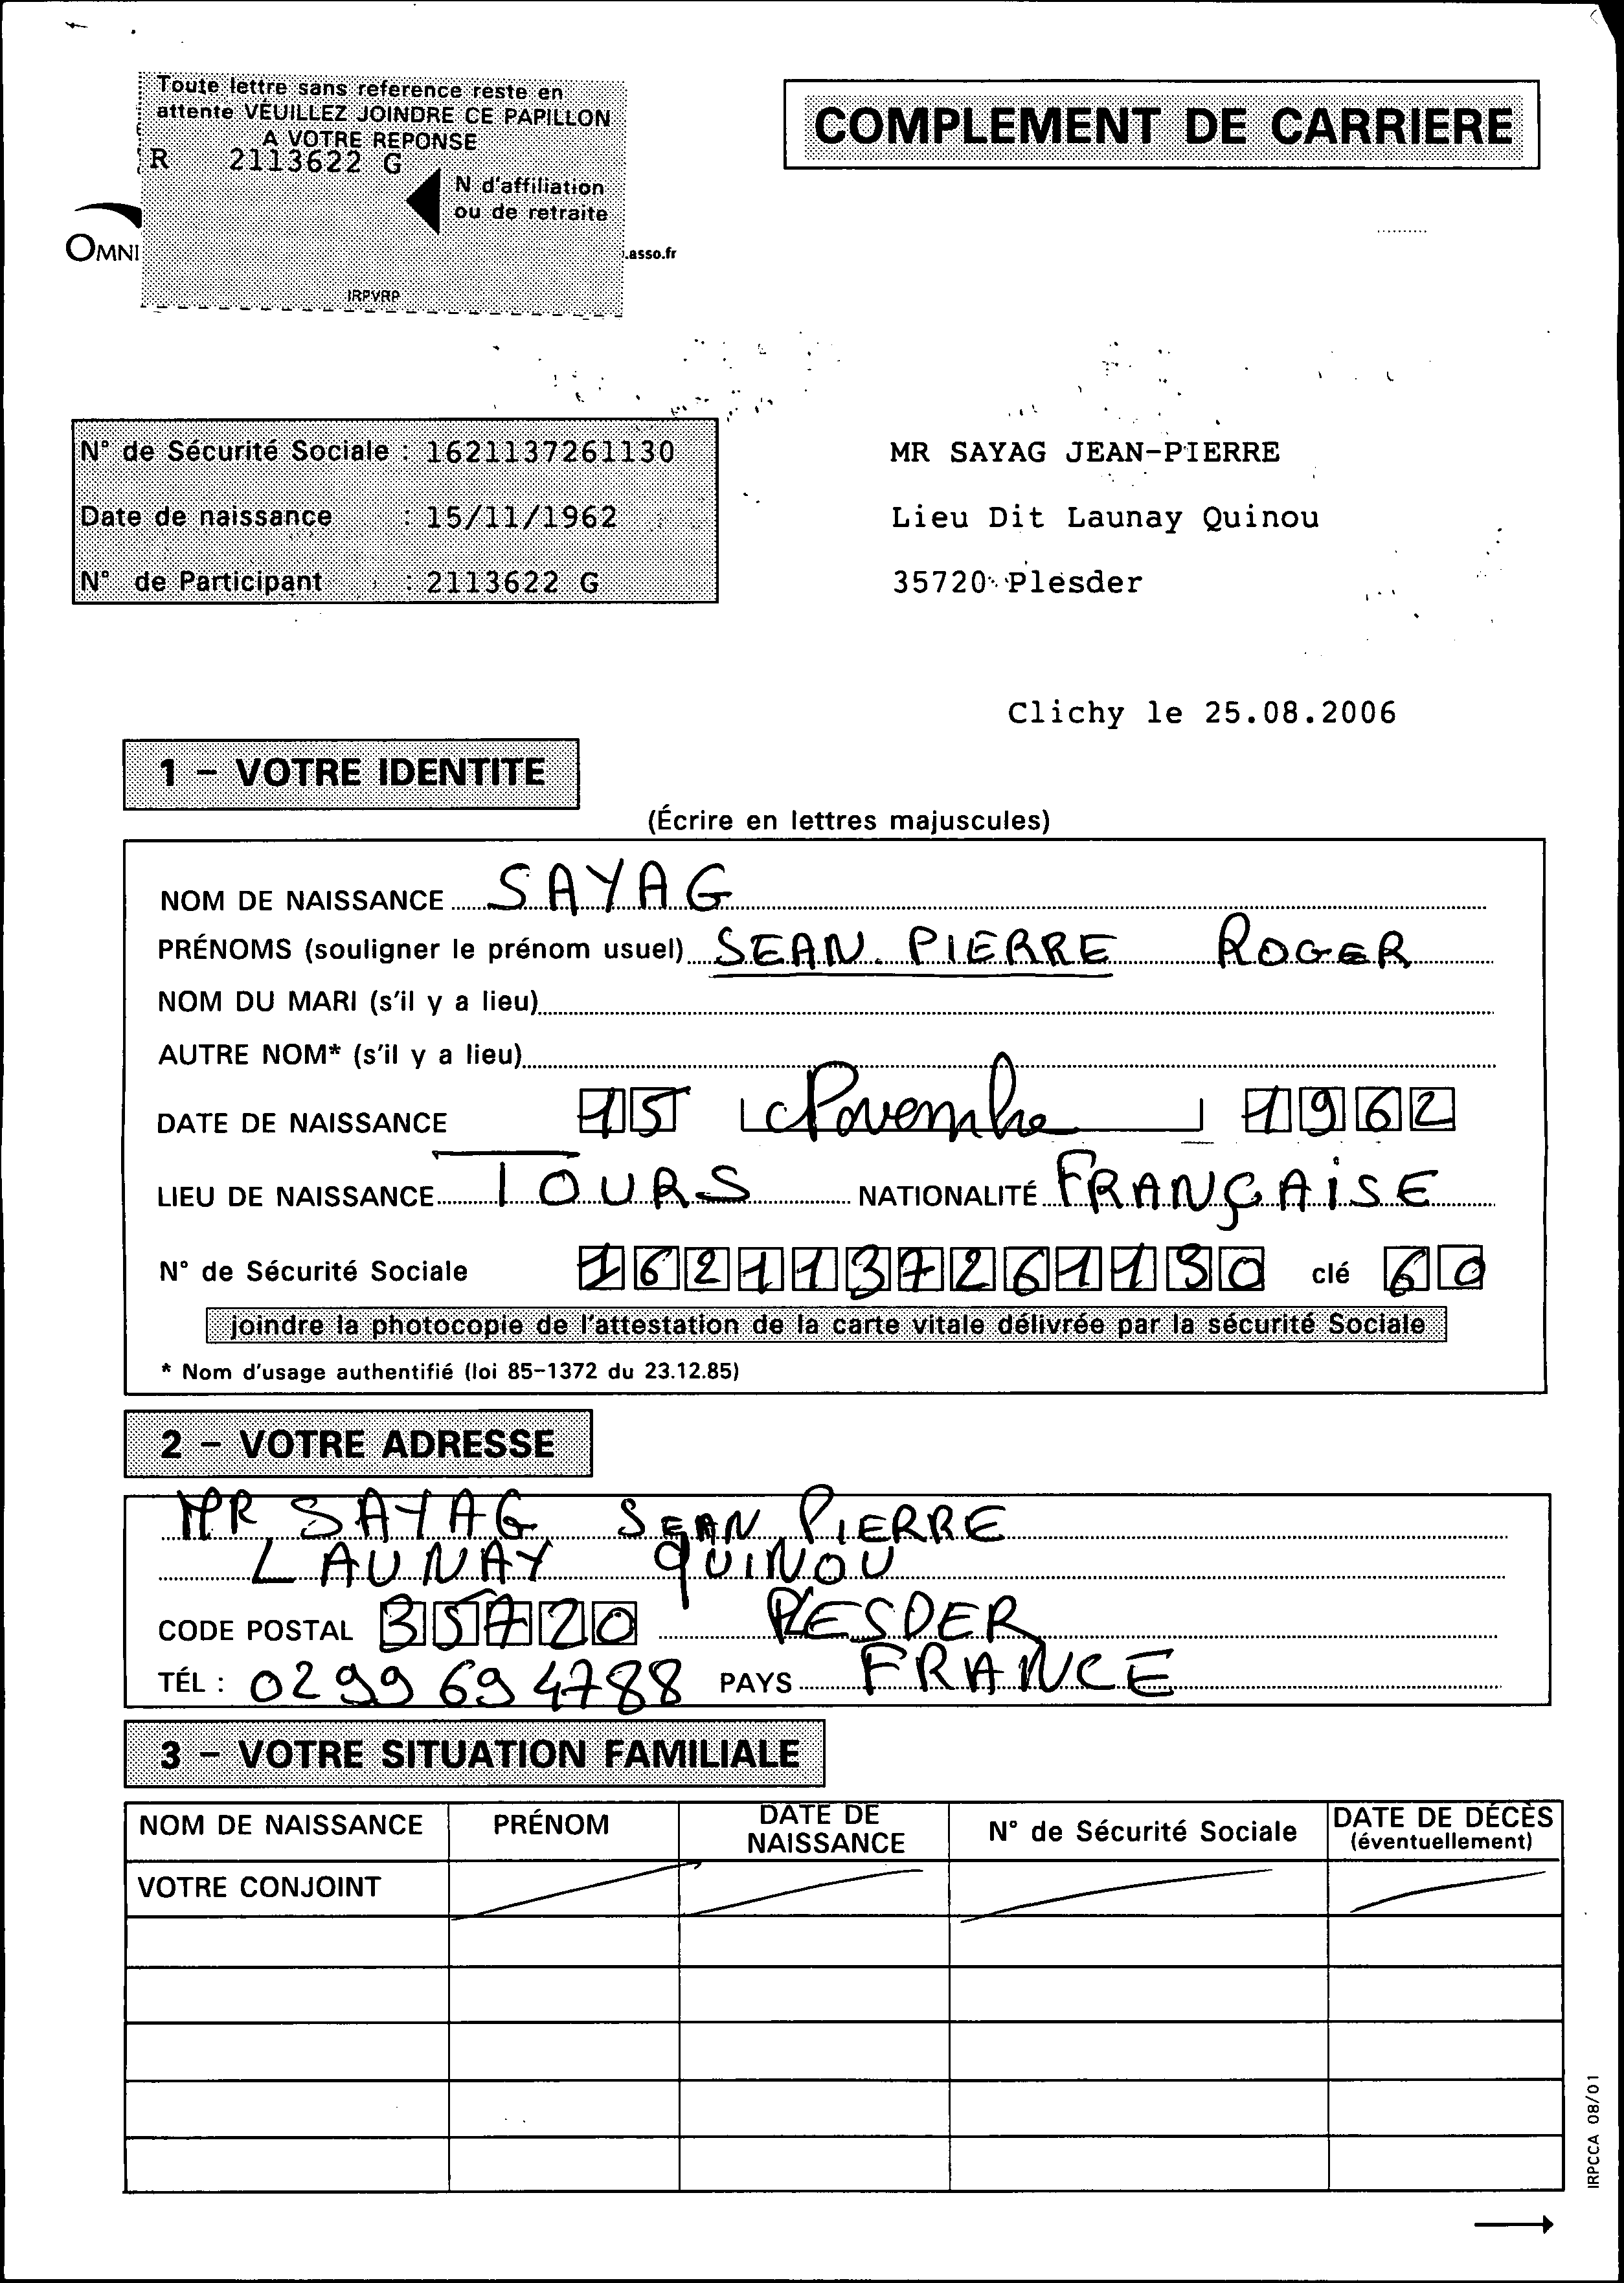 Toute lettre sans reference reste en
attente VEUILLEZ JOINDRE CE PAPILLON
A VOTRE REPONSE
R 2113622 G
N d'affiliation
ou de retraite
OMNI
.asso.fr
IRPVRP
COMPLEMENT DE CARRIERE
N° de Sécurité Sociale : 1621137261130
Date de naissance : 15/11/1962
N° de Participant : 2113622 G
MR SAYAG JEAN-PIERRE
Lieu Dit Launay Quinou
35720 Plesder
Clichy le 25.08.2006
1 - VOTRE IDENTITE
(Écrire en lettres majuscules)
NOM DE NAISSANCE SAYAG
PRÉNOMS (souligner le prénom usuel) JEAN. PIERRE ROGER
NOM DU MARI (s'il y a lieu)
AUTRE NOM* (s'il y a lieu)
DATE DE NAISSANCE 15 Novembre 1962
LIEU DE NAISSANCE TOURS NATIONALITÉ FRANÇAISE
N° de Sécurité Sociale 1621137261130 clé 60
joindre la photocopie de l'attestation de la carte vitale délivrée par la sécurité Sociale
* Nom d'usage authentifié (loi 85-1372 du 23.12.85)
2 - VOTRE ADRESSE
MR SAYAG JEAN PIERRE
LAUNAY QUINOU
CODE POSTAL 35720 PLESDER
TÉL : 0299694788 PAYS FRANCE
3 - VOTRE SITUATION FAMILIALE
NOM DE NAISSANCE PRÉNOM DATE DE NAISSANCE N° de Sécurité Sociale DATE DE DÉCÈS (éventuellement)
VOTRE CONJOINT
IRPCCA 08/01